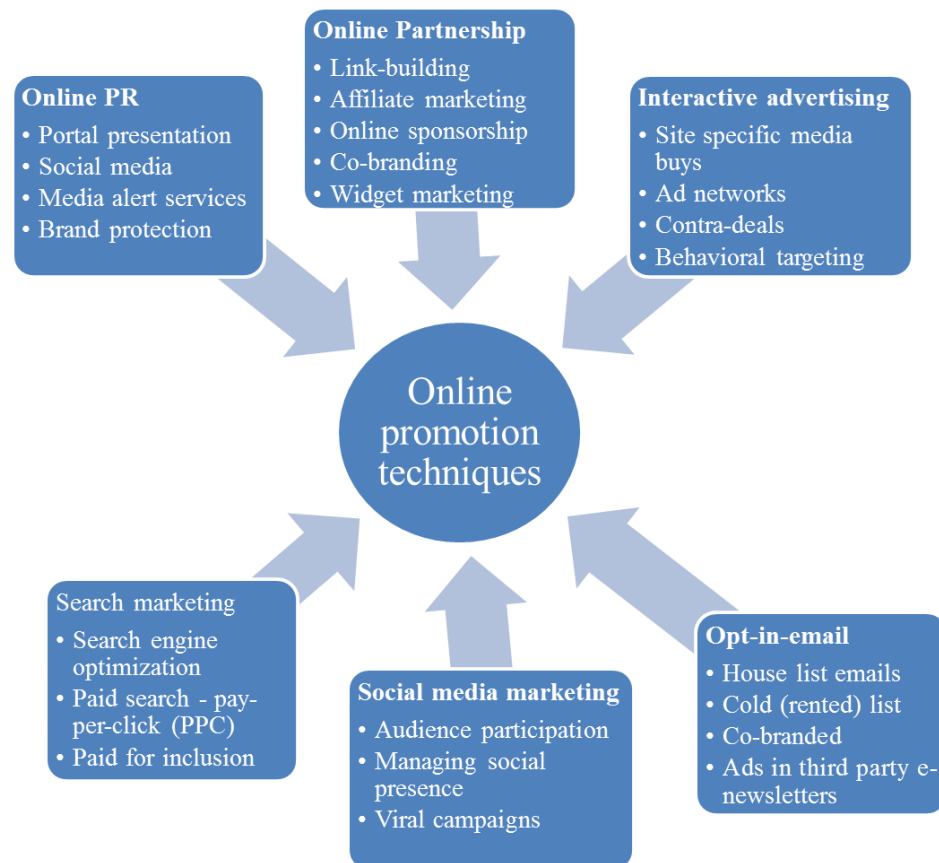 Online PR
• Portal presentation
• Social media
• Media alert services
• Brand protection
Online Partnership
• Link-building
• Affiliate marketing
• Online sponsorship
• Co-branding
• Widget marketing
Interactive advertising
• Site specific media
buys
• Ad networks
• Contra-deals
• Behavioral targeting
Online
promotion
techniques
Search marketing
• Search engine
optimization
• Paid search - pay-
per-click (PPC)
• Paid for inclusion
Social media marketing
• Audience participation
• Managing social
presence
• Viral campaigns
Opt-in-email
• House list emails
• Cold (rented) list
• Co-branded
• Ads in third party e-
newsletters